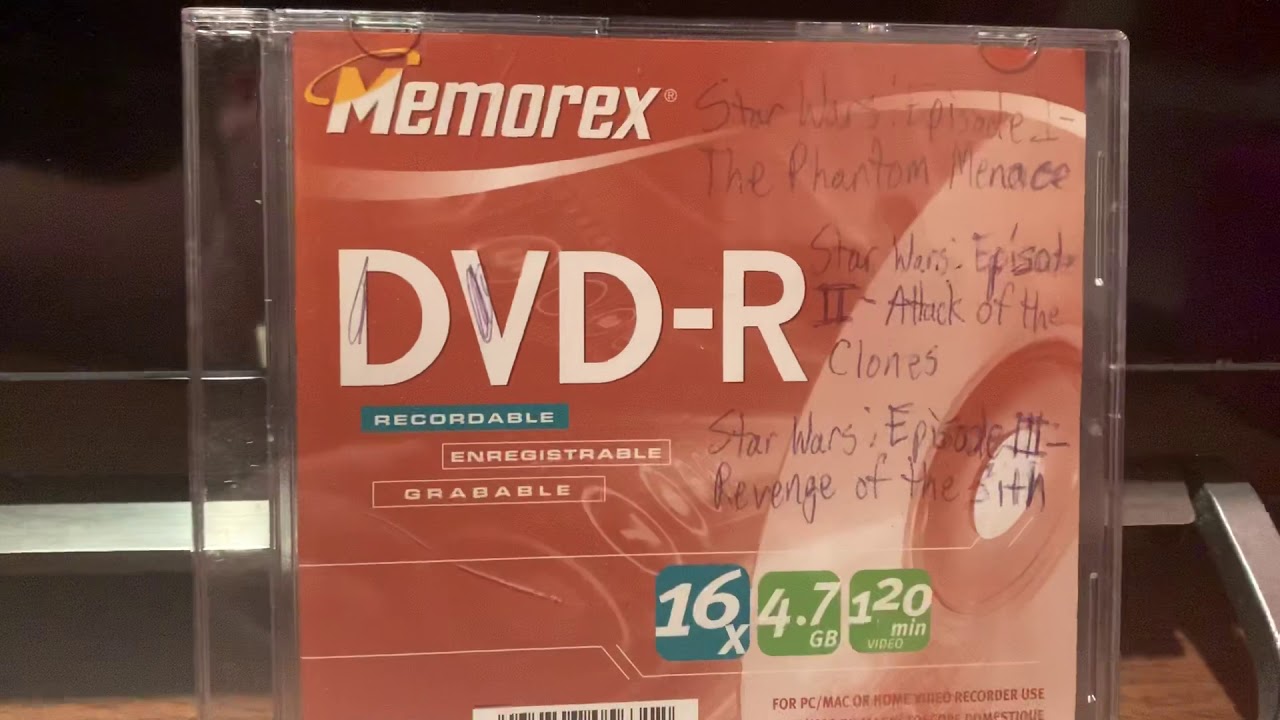 Memorex®
Star Wars: Episode I-
The Phantom Menace
DVD-R
Star Wars: Episode
II - Attack of the
Clones
RECORDABLE
ENREGISTRABLE
GRABABLE
Star Wars: Episode III-
Revenge of the Sith
16x
4.7 GB
120 min
VIDEO
FOR PC/MAC OR HOME VIDEO RECORDER USE
DOMESTIQUE